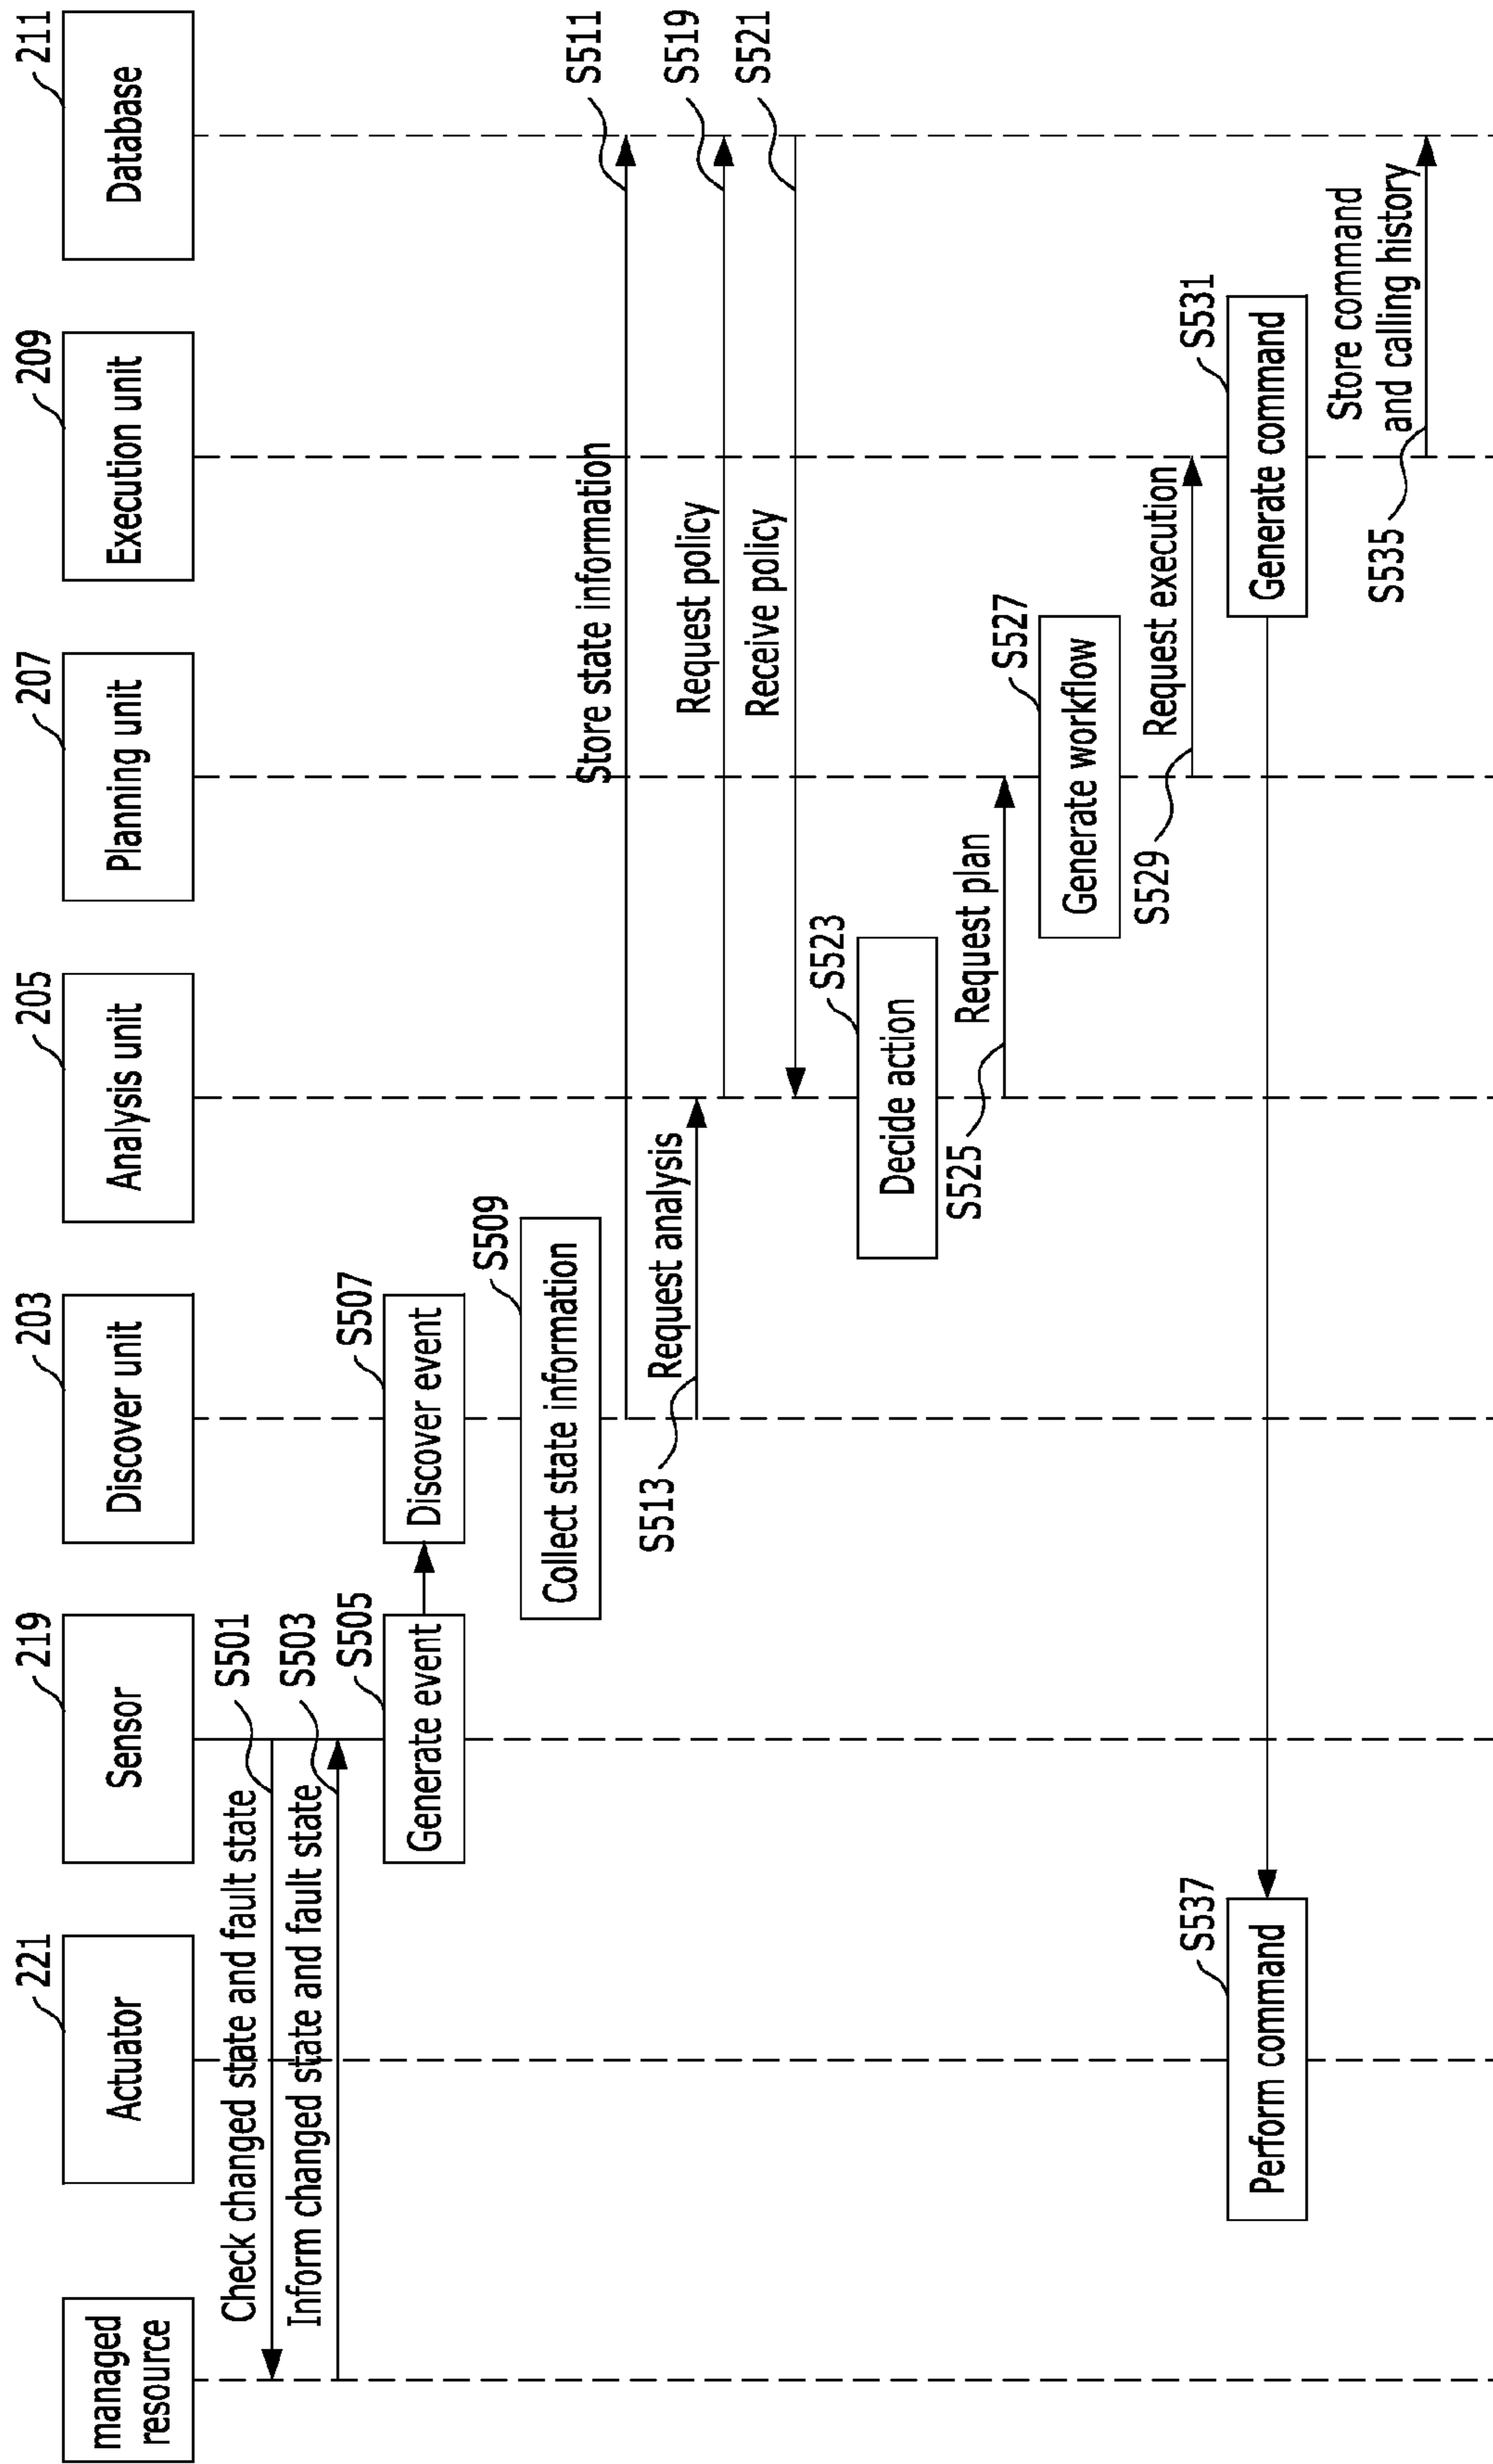 managed
resource
Actuator
221
Sensor
219
Discover unit
203
Analysis unit
205
Planning unit
207
Execution unit
209
Database
211
Check changed state and fault state
S501
Inform changed state and fault state
S503
Generate event
S505
Discover event
S507
Collect state information
S509
Store state information
S511
Request analysis
S513
Request policy
S519
Receive policy
S521
Decide action
S523
Request plan
S525
Generate workflow
S527
Request execution
S529
Generate command
S531
Perform command
S537
Store command
and calling history
S535